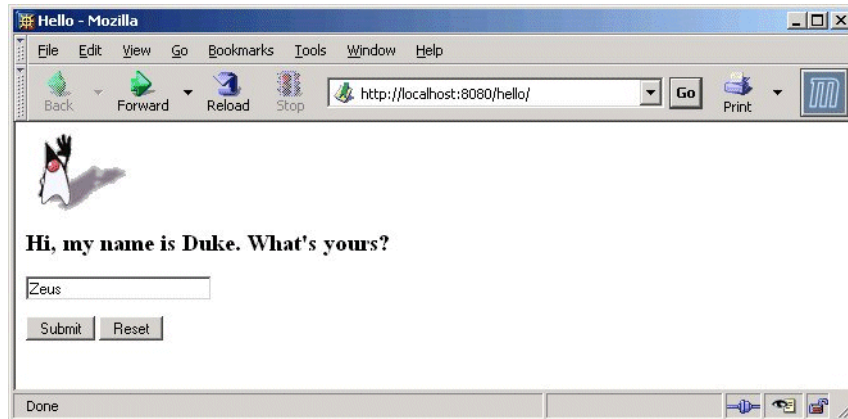 Hello - Mozilla
File Edit View Go Bookmarks Tools Window Help
Back Forward Reload Stop http://localhost:8080/hello/ Go Print
Hi, my name is Duke. What's yours?
Zeus
Submit Reset
Done